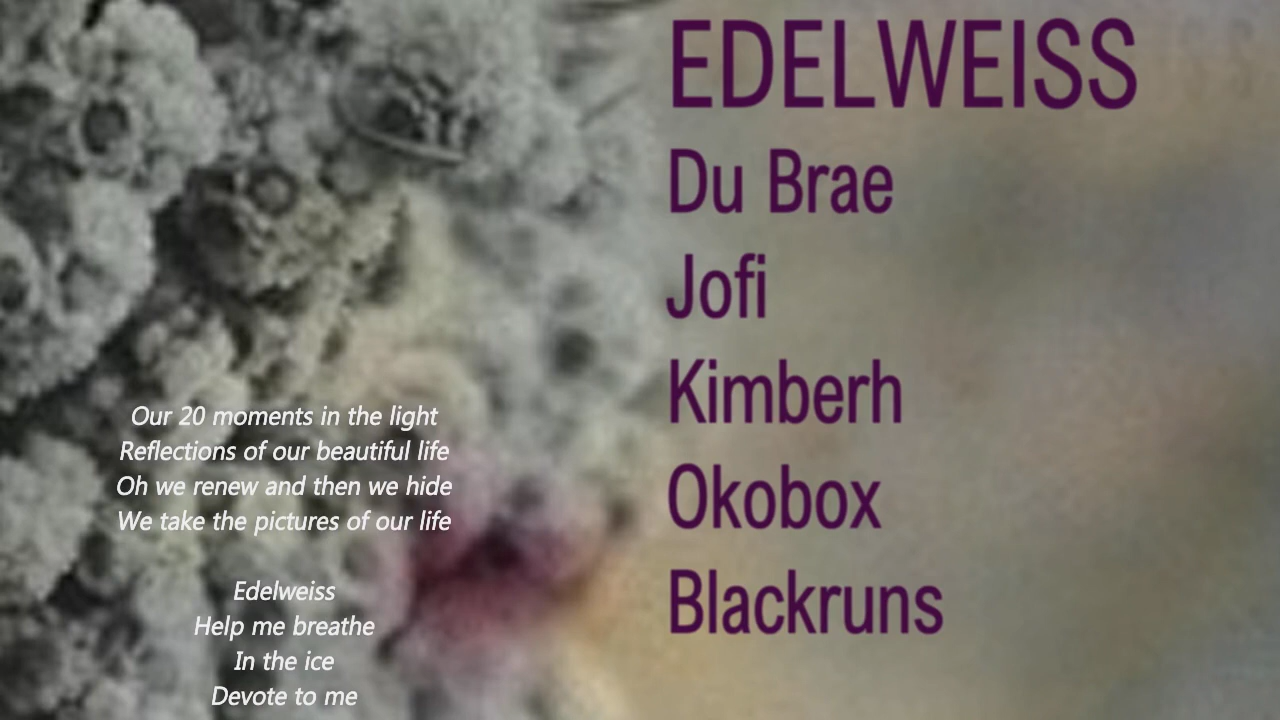 EDELWEISS
Du Brae
Jofi
Kimberh
Okobox
Blackruns
Our 20 moments in the light
Reflections of our beautiful life
Oh we renew and then we hide
We take the pictures of our life
Edelweiss
Help me breathe
In the ice
Devote to me